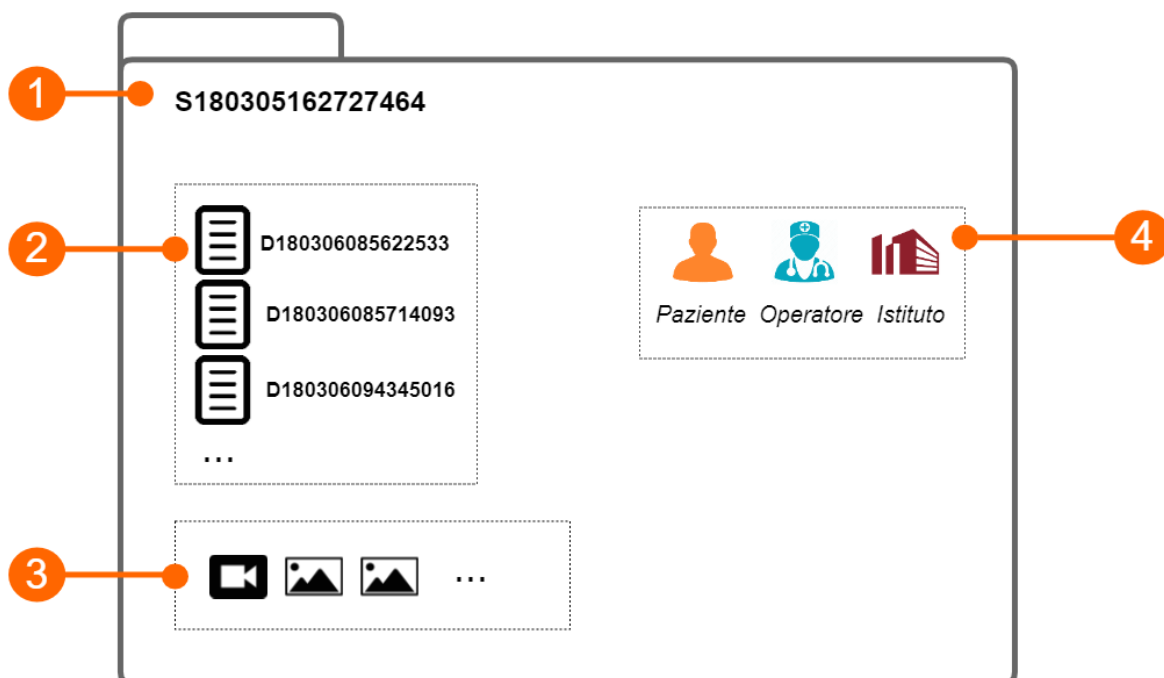 1
S180305162727464
2
D180306085622533
D180306085714093
D180306094345016
...
3
...
4
Paziente Operatore Istituto